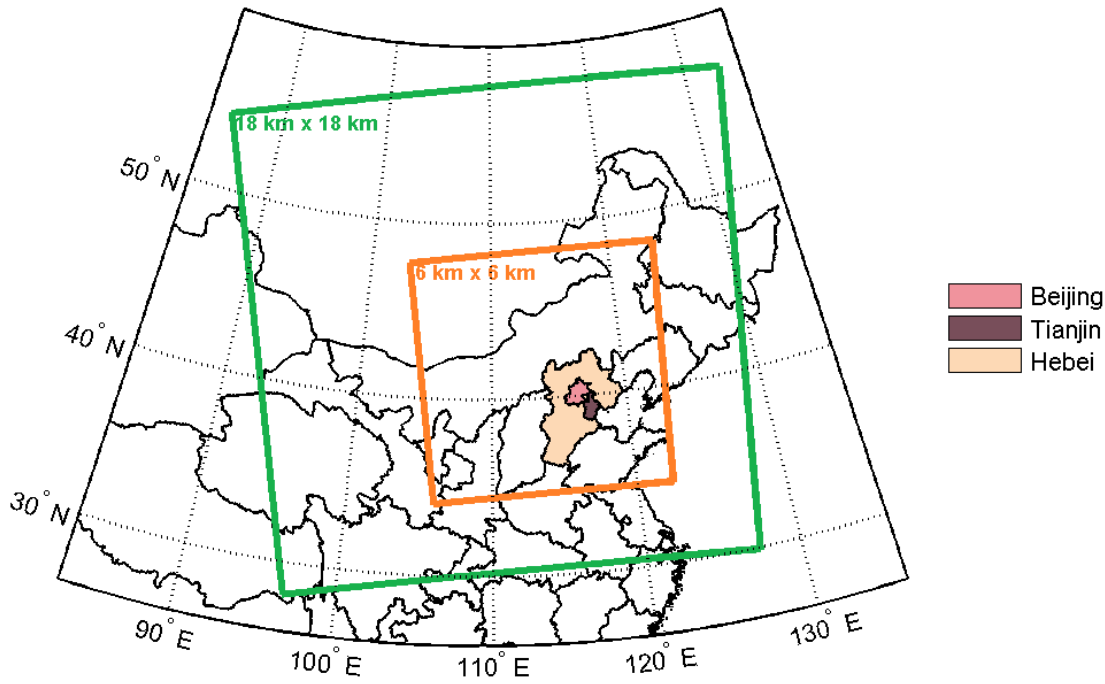 18 km x 18 km
50° N
6 km x 6 km
Beijing
Tianjin
Hebei
40° N
30° N
90° E
100° E
110° E
120° E
130° E